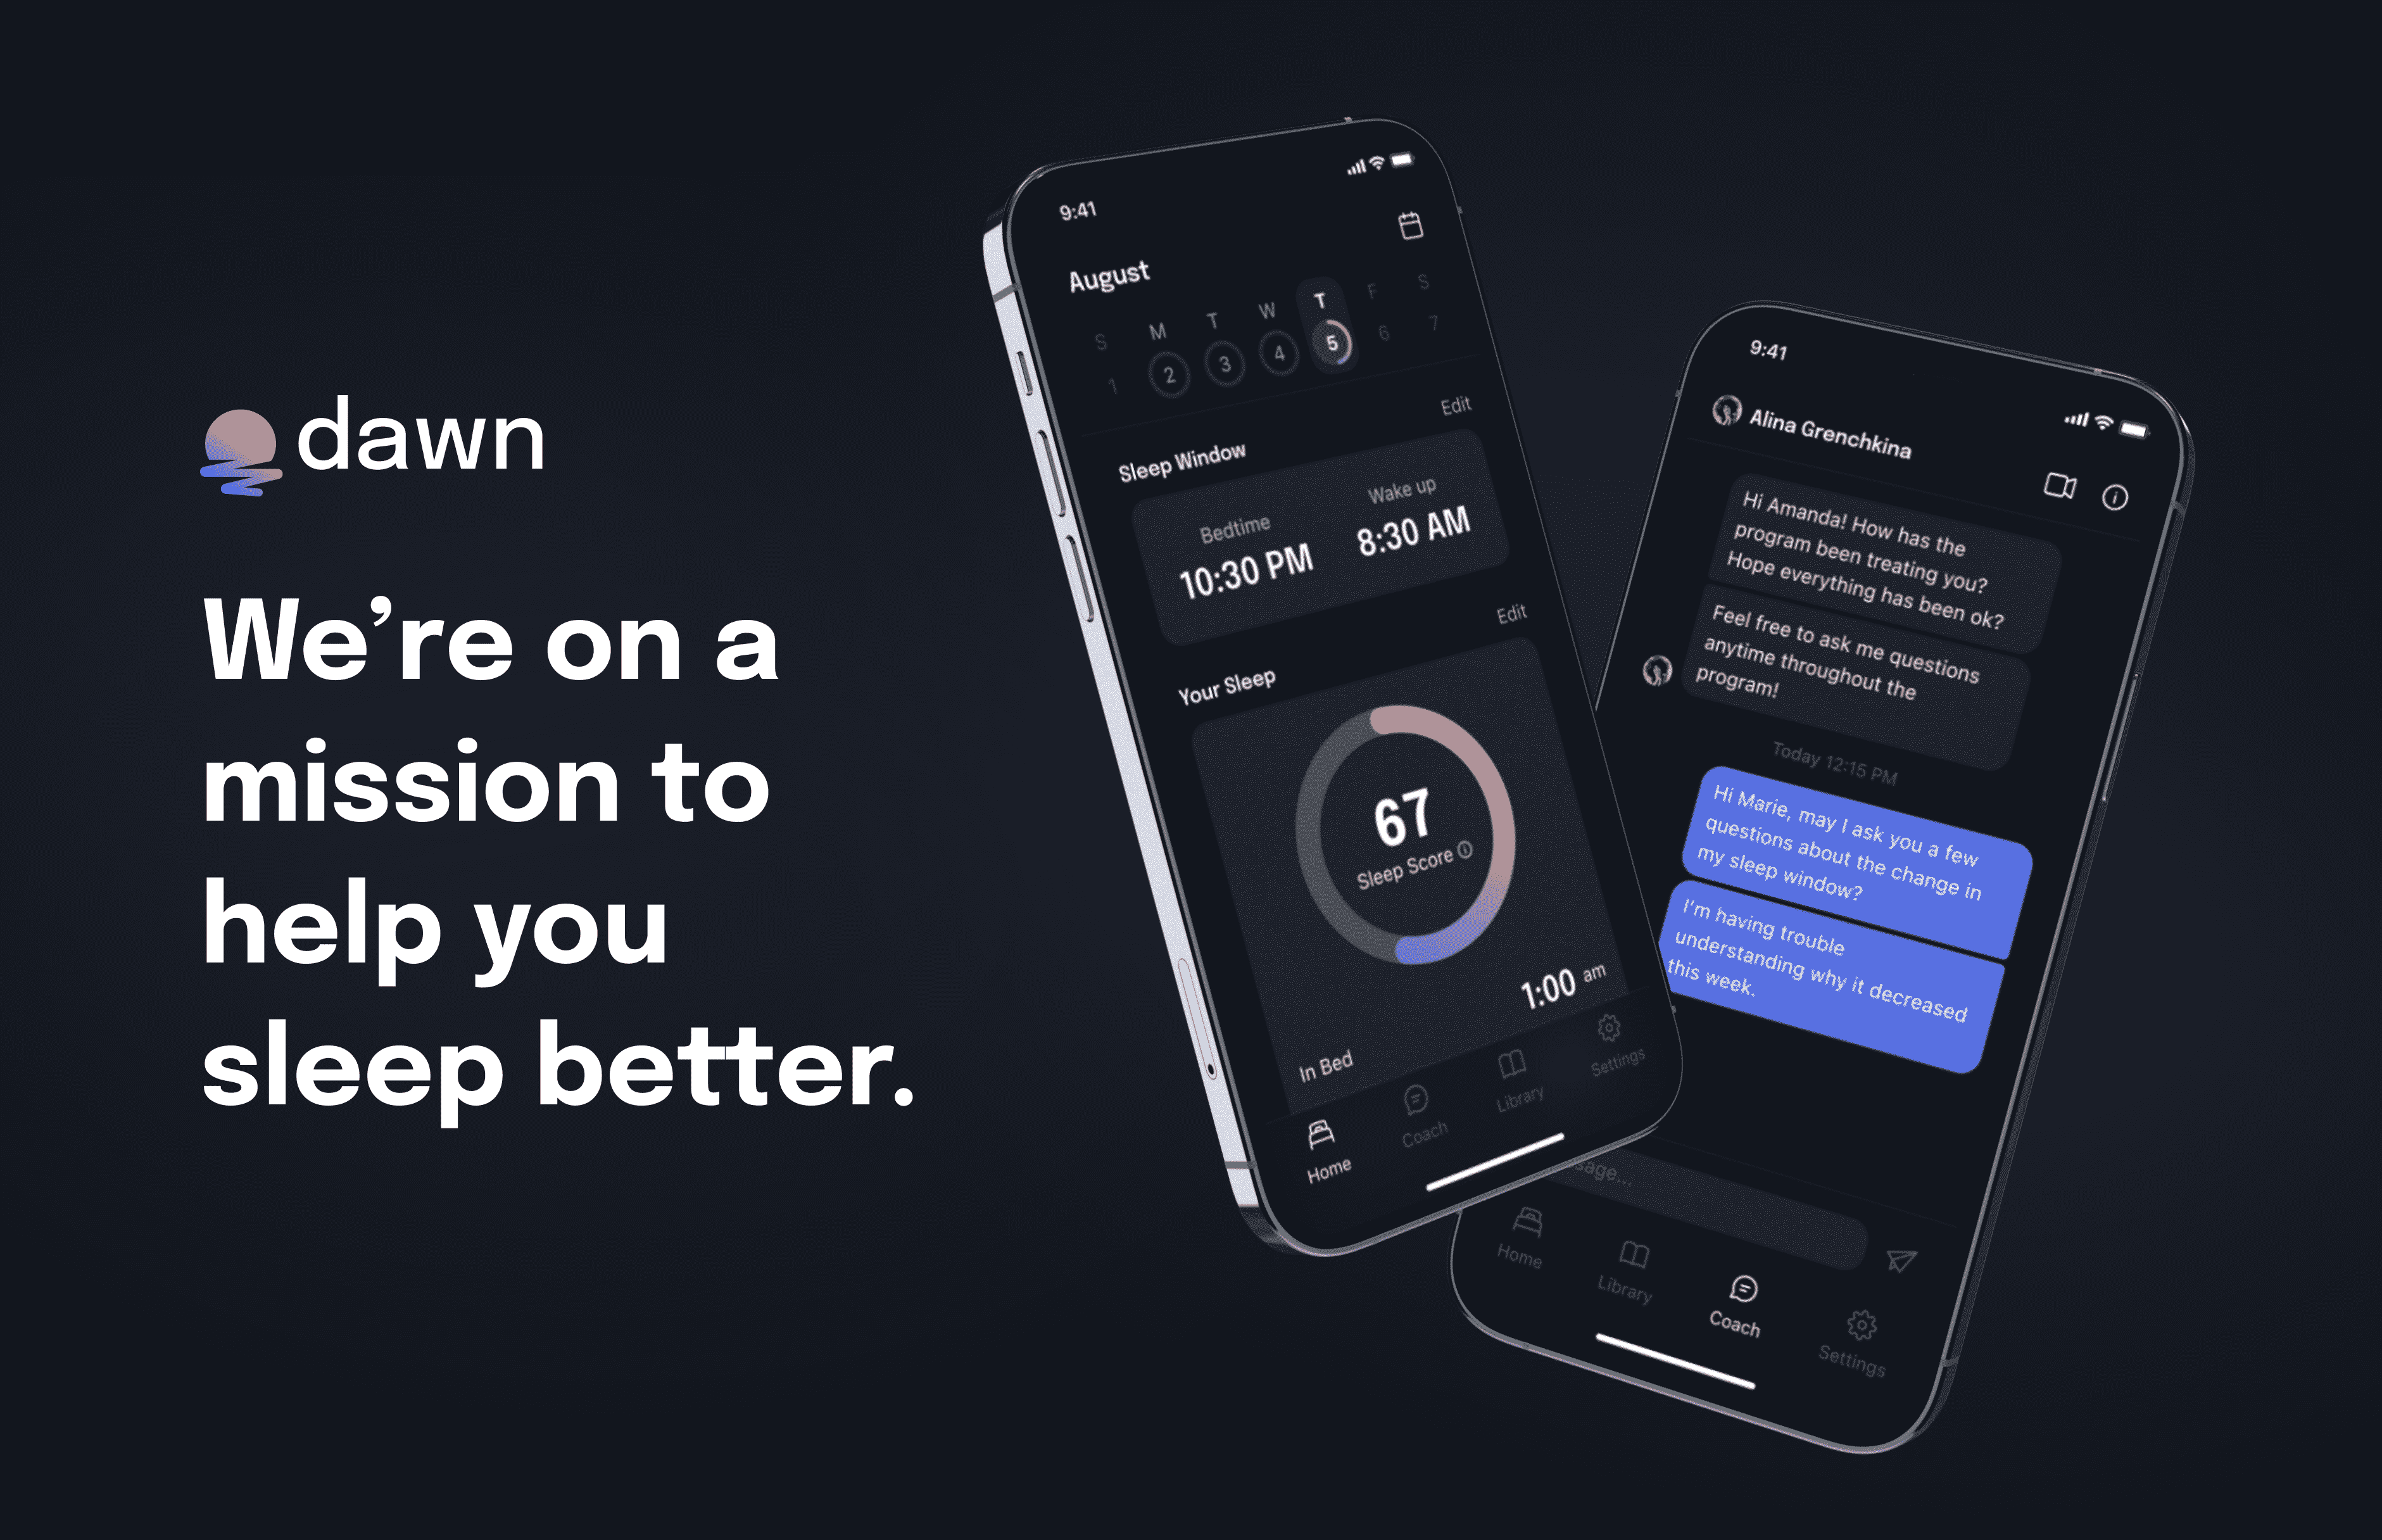 dawn
We’re on a
mission to
help you
sleep better.
9:41
August
S M T W T F S
1 2 3 4 5 6 7
Edit
Sleep Window
Bedtime
10:30 PM
Wake up
8:30 AM
Edit
Your Sleep
67
Sleep Score
1:00 am
In Bed
Home
Coach
Library
Settings
9:41
Alina Grenchkina
Hi Amanda! How has the
program been treating you?
Hope everything has been ok?
Feel free to ask me questions
anytime throughout the
program!
Today 12:15 PM
Hi Marie, may I ask you a few
questions about the change in
my sleep window?
I'm having trouble
understanding why it decreased
this week.
sage...
Home
Library
Coach
Settings